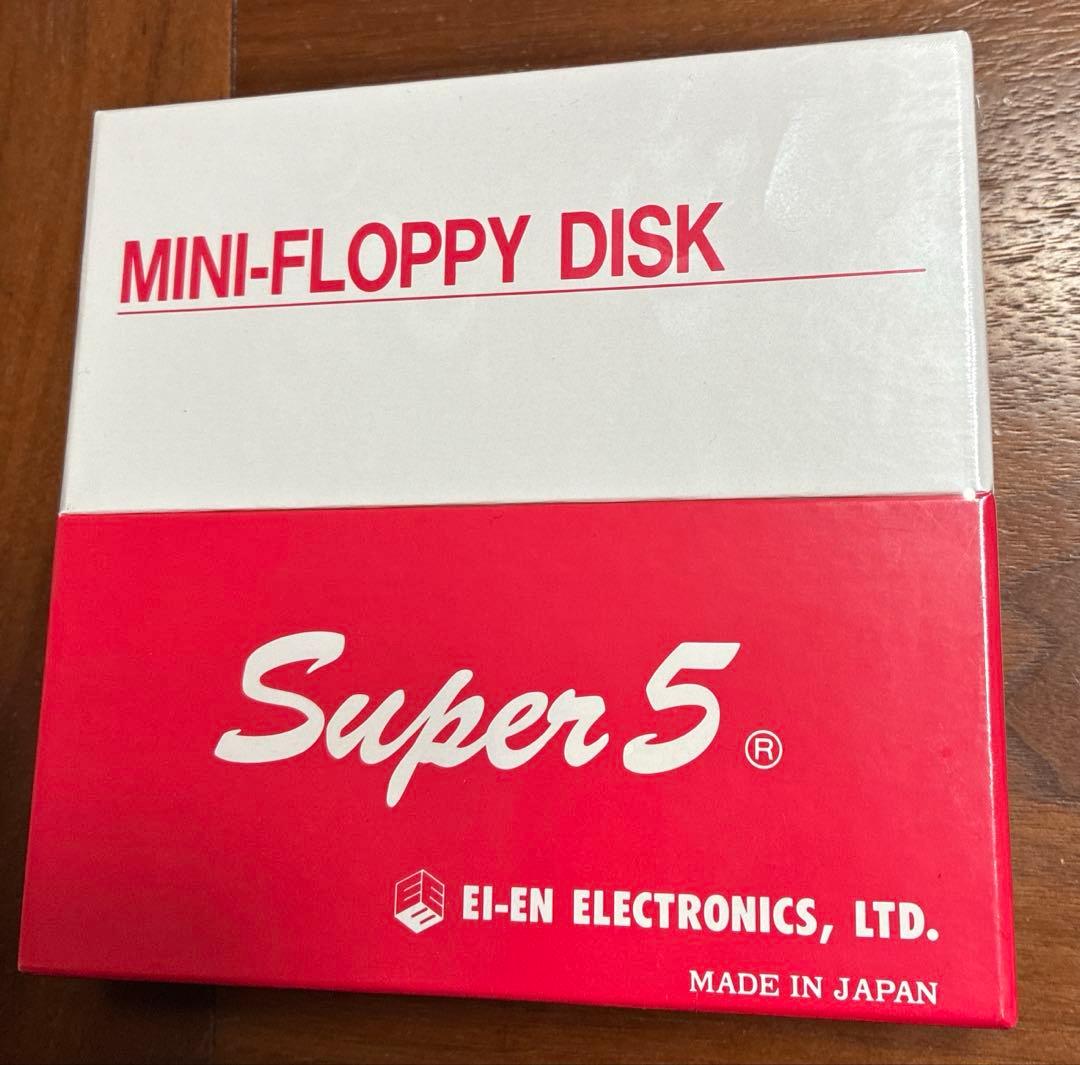 MINI-FLOPPY DISK
Super 5 ®
EI-EN ELECTRONICS, LTD.
MADE IN JAPAN